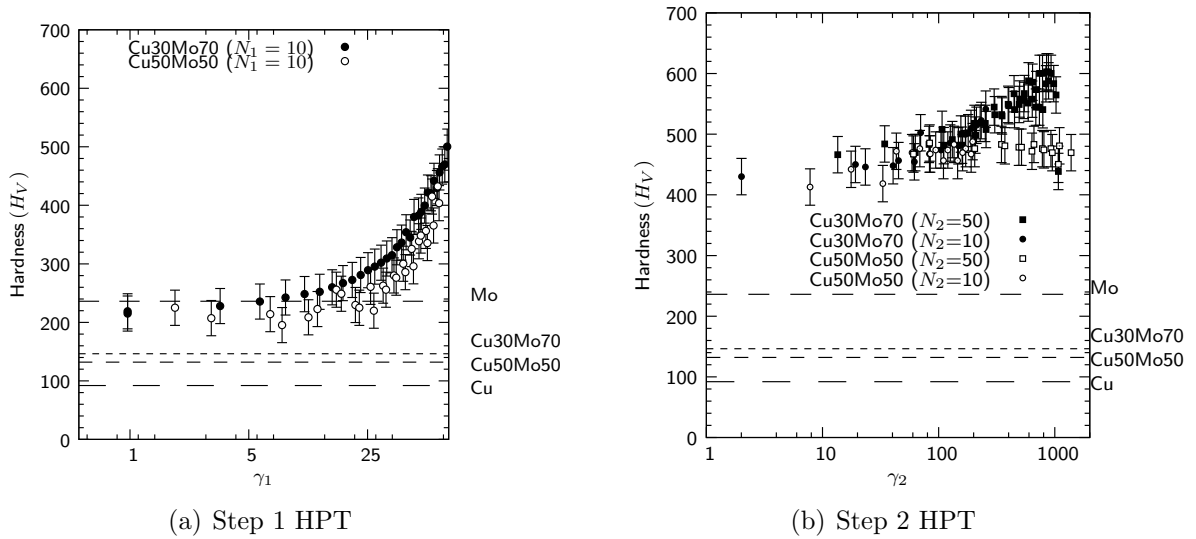 700
600
500
400
300
200
100
0
Hardness (H_V)
Cu30Mo70 (N_1 = 10)
Cu50Mo50 (N_1 = 10)
Mo
Cu30Mo70
Cu50Mo50
Cu
1
5
25
γ_1
(a) Step 1 HPT
700
600
500
400
300
200
100
0
Hardness (H_V)
Cu30Mo70 (N_2=50)
Cu30Mo70 (N_2=10)
Cu50Mo50 (N_2=50)
Cu50Mo50 (N_2=10)
Mo
Cu30Mo70
Cu50Mo50
Cu
1
10
100
1000
γ_2
(b) Step 2 HPT